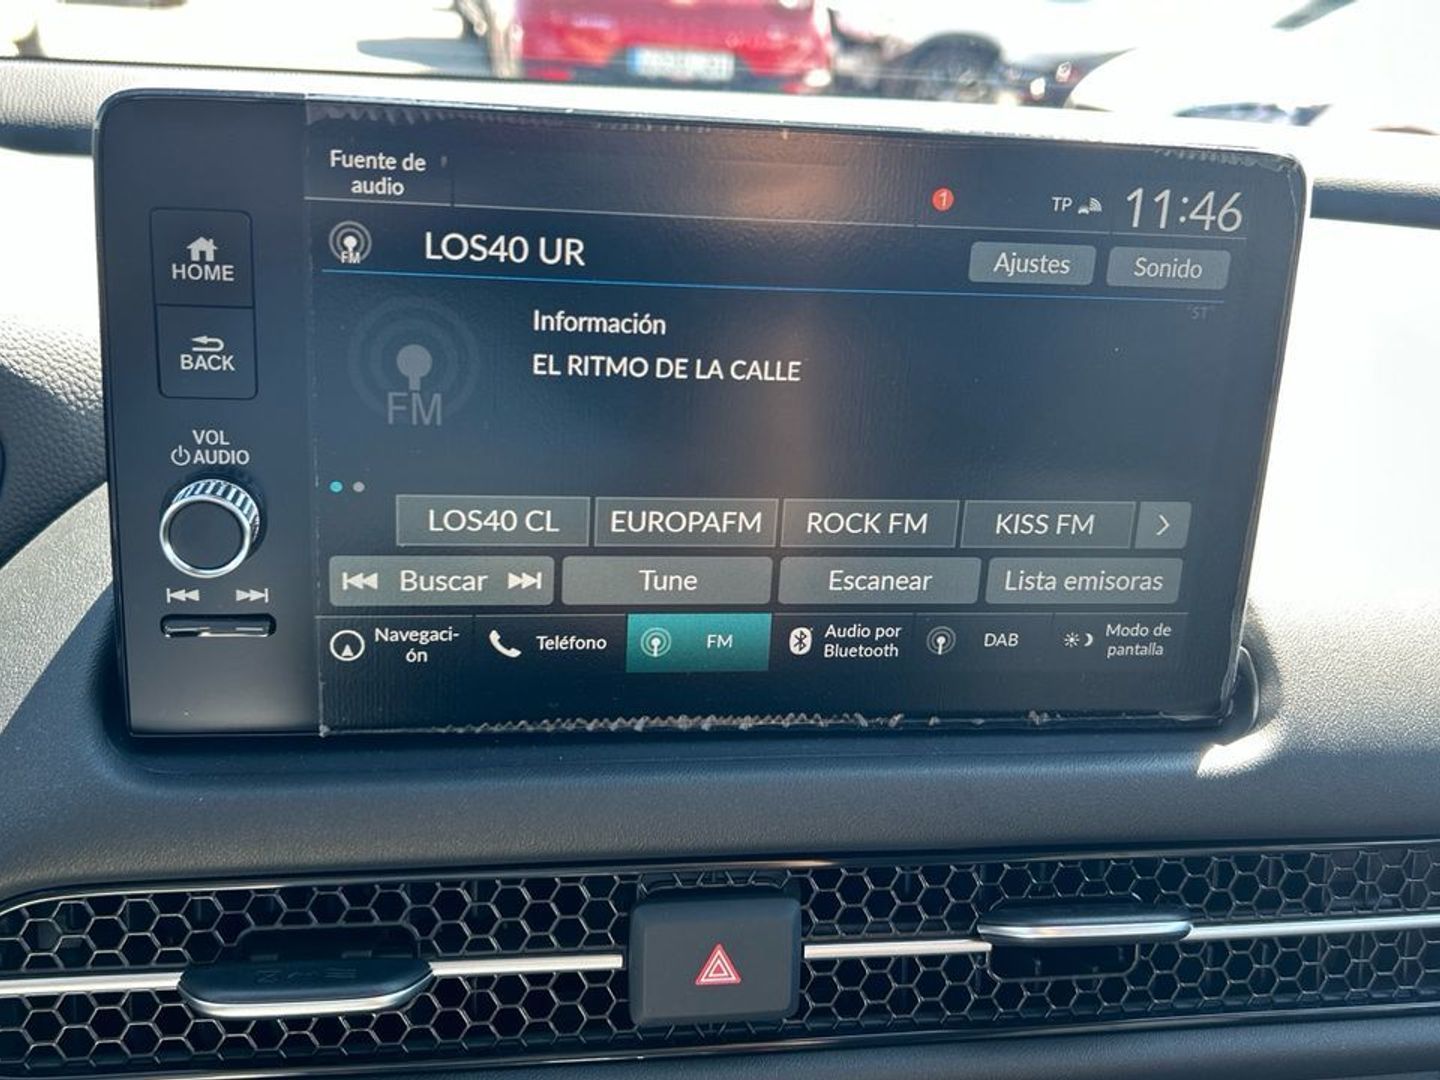 Fuente de
audio
1
TP
11:46
FM
LOS40 UR
Ajustes
Sonido
HOME
BACK
VOL
AUDIO
FM
Información
EL RITMO DE LA CALLE
"ST"
LOS40 CL
EUROPAFM
ROCK FM
KISS FM
Buscar
Tune
Escanear
Lista emisoras
Navegaci-
ón
Teléfono
FM
Audio por
Bluetooth
DAB
Modo de
pantalla